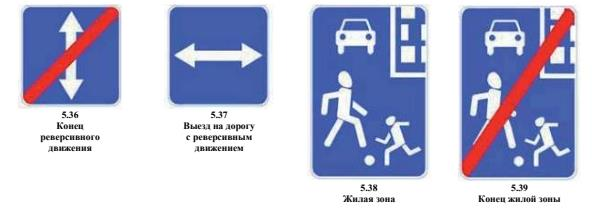 5.36
Конец
реверсивного
движения
5.37
Выезд на дорогу
с реверсивным
движением
5.38
Жилая зона
5.39
Конец жилой зоны